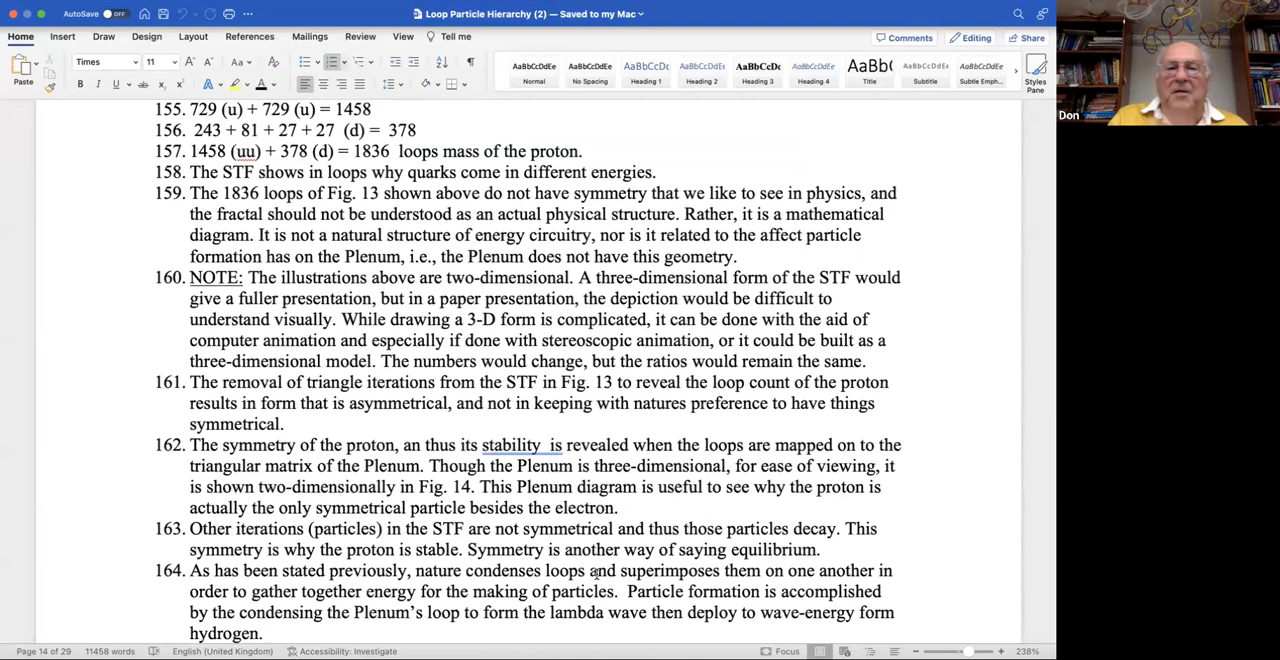 AutoSave OFF
Loop Particle Hierarchy (2) — Saved to my Mac
Home Insert Draw Design Layout References Mailings Review View Tell me
Comments Editing Share
Paste
Times 11
AaBbCcDdEe AaBbCcDdEe AaBbCcDc AaBbCcDdEe AaBbCcDc AaBbCcDdEe AaBb( AaBbCcDdEe AaBbCcDdEe
Normal No Spacing Heading 1 Heading 2 Heading 3 Heading 4 Title Subtitle Subtle Emph...
Styles
Pane
Don
155. 729 (u) + 729 (u) = 1458
156. 243 + 81 + 27 + 27 (d) = 378
157. 1458 (uu) + 378 (d) = 1836 loops mass of the proton.
158. The STF shows in loops why quarks come in different energies.
159. The 1836 loops of Fig. 13 shown above do not have symmetry that we like to see in physics, and
the fractal should not be understood as an actual physical structure. Rather, it is a mathematical
diagram. It is not a natural structure of energy circuitry, nor is it related to the affect particle
formation has on the Plenum, i.e., the Plenum does not have this geometry.
160. NOTE: The illustrations above are two-dimensional. A three-dimensional form of the STF would
give a fuller presentation, but in a paper presentation, the depiction would be difficult to
understand visually. While drawing a 3-D form is complicated, it can be done with the aid of
computer animation and especially if done with stereoscopic animation, or it could be built as a
three-dimensional model. The numbers would change, but the ratios would remain the same.
161. The removal of triangle iterations from the STF in Fig. 13 to reveal the loop count of the proton
results in form that is asymmetrical, and not in keeping with natures preference to have things
symmetrical.
162. The symmetry of the proton, an thus its stability is revealed when the loops are mapped on to the
triangular matrix of the Plenum. Though the Plenum is three-dimensional, for ease of viewing, it
is shown two-dimensionally in Fig. 14. This Plenum diagram is useful to see why the proton is
actually the only symmetrical particle besides the electron.
163. Other iterations (particles) in the STF are not symmetrical and thus those particles decay. This
symmetry is why the proton is stable. Symmetry is another way of saying equilibrium.
164. As has been stated previously, nature condenses loops and superimposes them on one another in
order to gather together energy for the making of particles. Particle formation is accomplished
by the condensing the Plenum's loop to form the lambda wave then deploy to wave-energy form
hydrogen.
Page 14 of 29 11458 words English (United Kingdom) Accessibility: Investigate Focus 238%